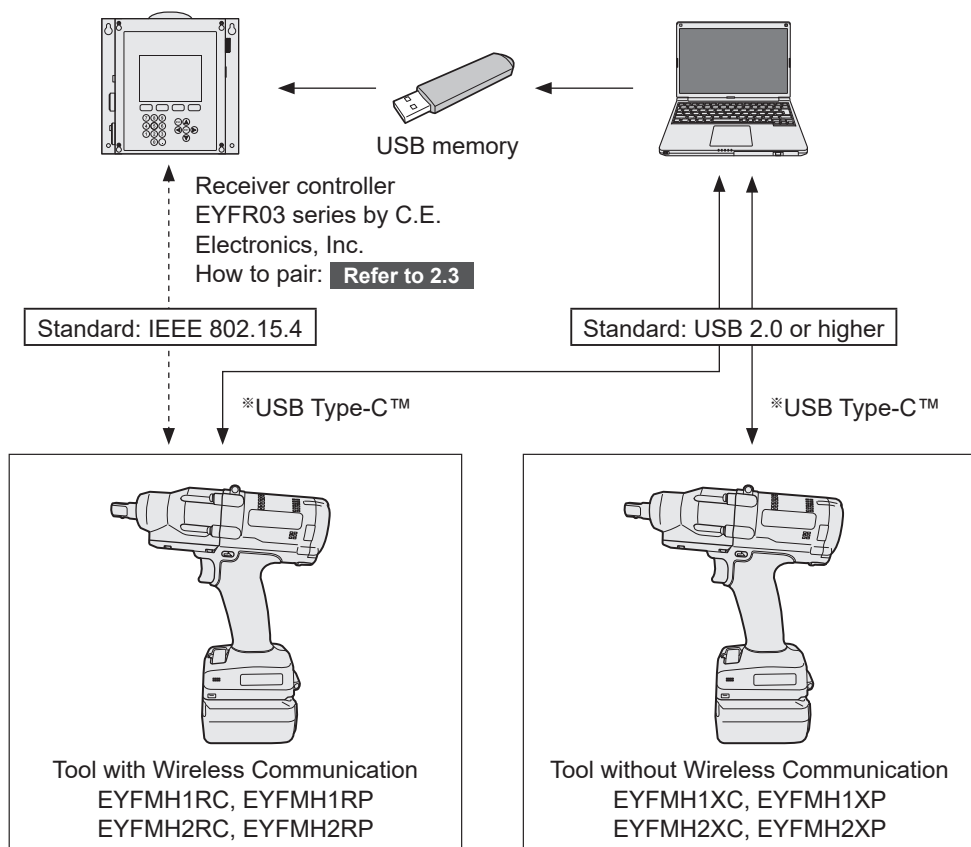 USB memory
Receiver controller
EYFR03 series by C.E.
Electronics, Inc.
How to pair: Refer to 2.3
Standard: IEEE 802.15.4
Standard: USB 2.0 or higher
※USB Type-C™
※USB Type-C™
Tool with Wireless Communication
EYFMH1RC, EYFMH1RP
EYFMH2RC, EYFMH2RP
Tool without Wireless Communication
EYFMH1XC, EYFMH1XP
EYFMH2XC, EYFMH2XP